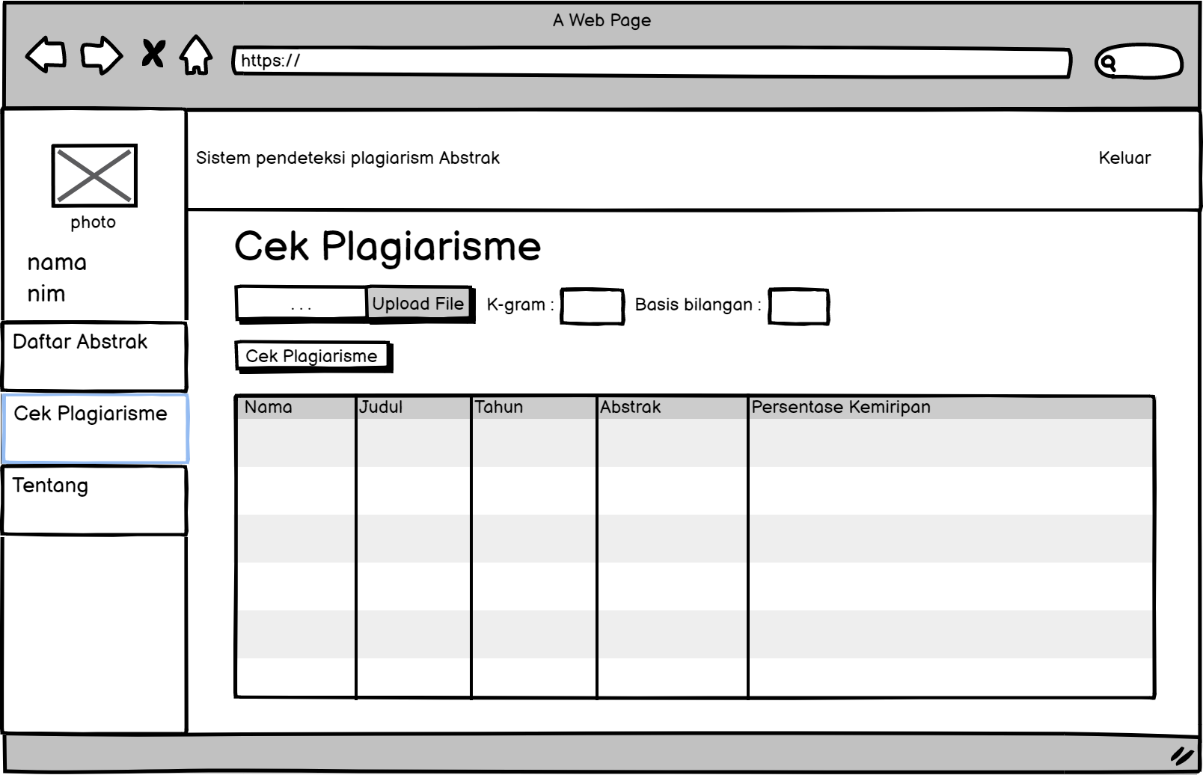 A Web Page
https://
Sistem pendeteksi plagiarism Abstrak
Keluar
photo
nama
nim
Daftar Abstrak
Cek Plagiarisme
Tentang
Cek Plagiarisme
... Upload File K-gram : Basis bilangan :
Cek Plagiarisme
Nama Judul Tahun Abstrak Persentase Kemiripan